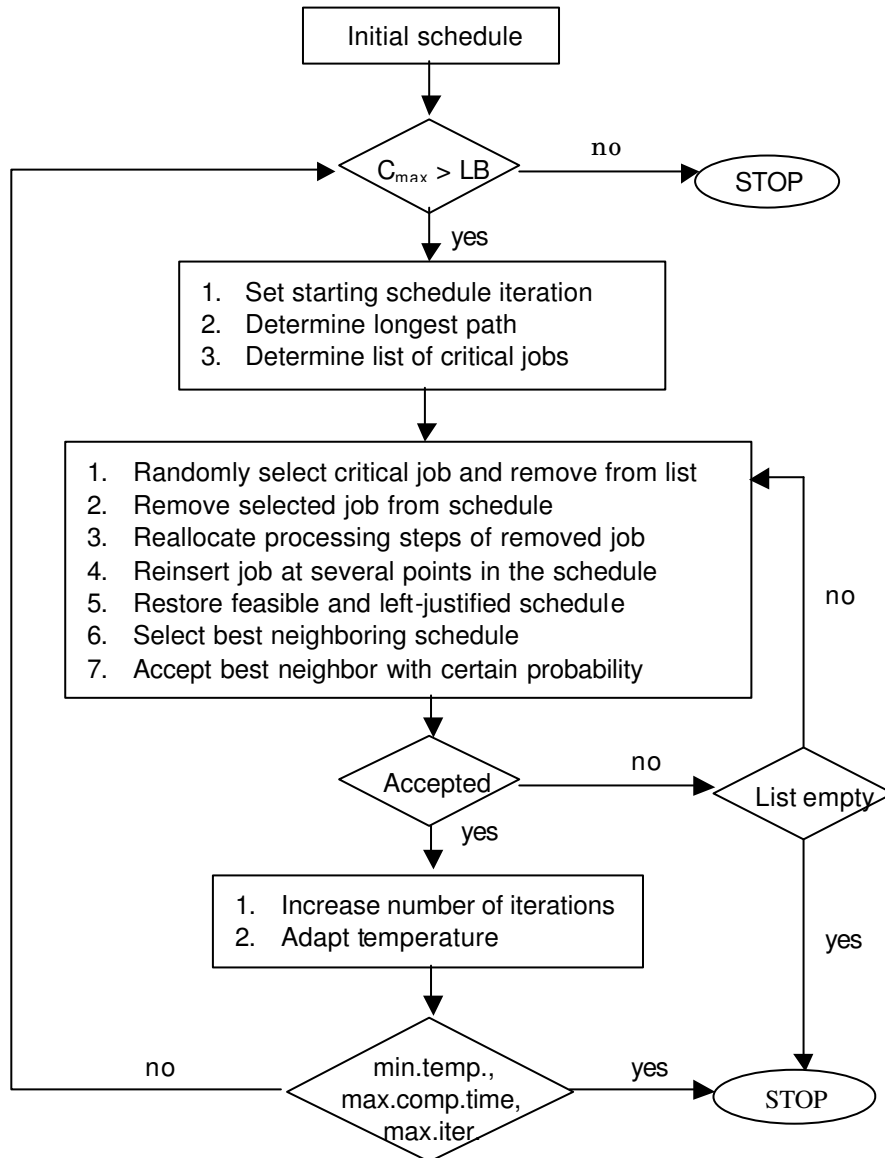 Initial schedule
C_max > LB
no
STOP
yes
1. Set starting schedule iteration
2. Determine longest path
3. Determine list of critical jobs
1. Randomly select critical job and remove from list
2. Remove selected job from schedule
3. Reallocate processing steps of removed job
4. Reinsert job at several points in the schedule
5. Restore feasible and left-justified schedule
6. Select best neighboring schedule
7. Accept best neighbor with certain probability
no
Accepted
no
List empty
yes
1. Increase number of iterations
2. Adapt temperature
yes
no
min.temp.,
max.comp.time,
max.iter.
yes
STOP